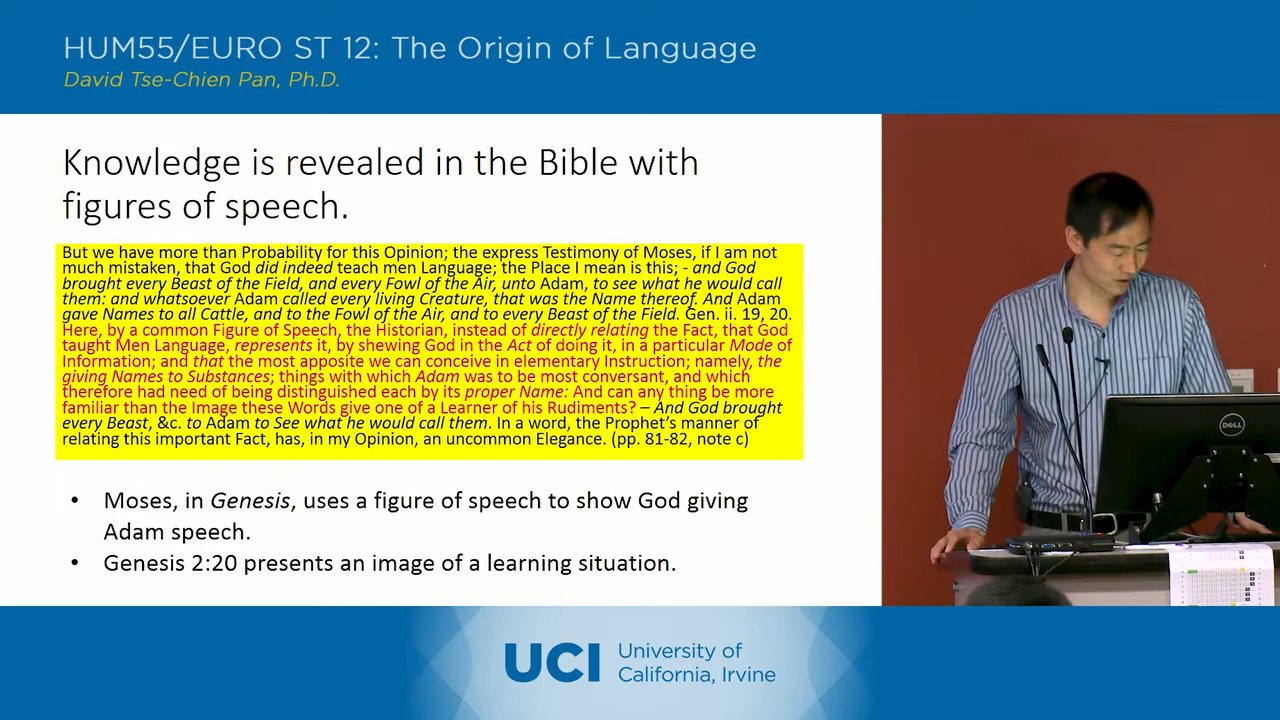 HUM55/EURO ST 12: The Origin of Language
David Tse-Chien Pan, Ph.D.
Knowledge is revealed in the Bible with
figures of speech.
But we have more than Probability for this Opinion; the express Testimony of Moses, if I am not
much mistaken, that God did indeed teach men Language; the Place I mean is this; - and God
brought every Beast of the Field, and every Fowl of the Air, unto Adam, to see what he would call
them: and whatsoever Adam called every living Creature, that was the Name thereof. And Adam
gave Names to all Cattle, and to the Fowl of the Air, and to every Beast of the Field. Gen. ii. 19, 20.
Here, by a common Figure of Speech, the Historian, instead of directly relating the Fact, that God
taught Men Language, represents it, by shewing God in the Act of doing it, in a particular Mode of
Information; and that the most apposite we can conceive in elementary Instruction; namely, the
giving Names to Substances; things with which Adam was to be most conversant, and which
therefore had need of being distinguished each by its proper Name: And can any thing be more
familiar than the Image these Words give one of a Learner of his Rudiments? – And God brought
every Beast, &c. to Adam to See what he would call them. In a word, the Prophet's manner of
relating this important Fact, has, in my Opinion, an uncommon Elegance. (pp. 81-82, note c)
• Moses, in Genesis, uses a figure of speech to show God giving
Adam speech.
• Genesis 2:20 presents an image of a learning situation.
DELL
UCI University of
California, Irvine